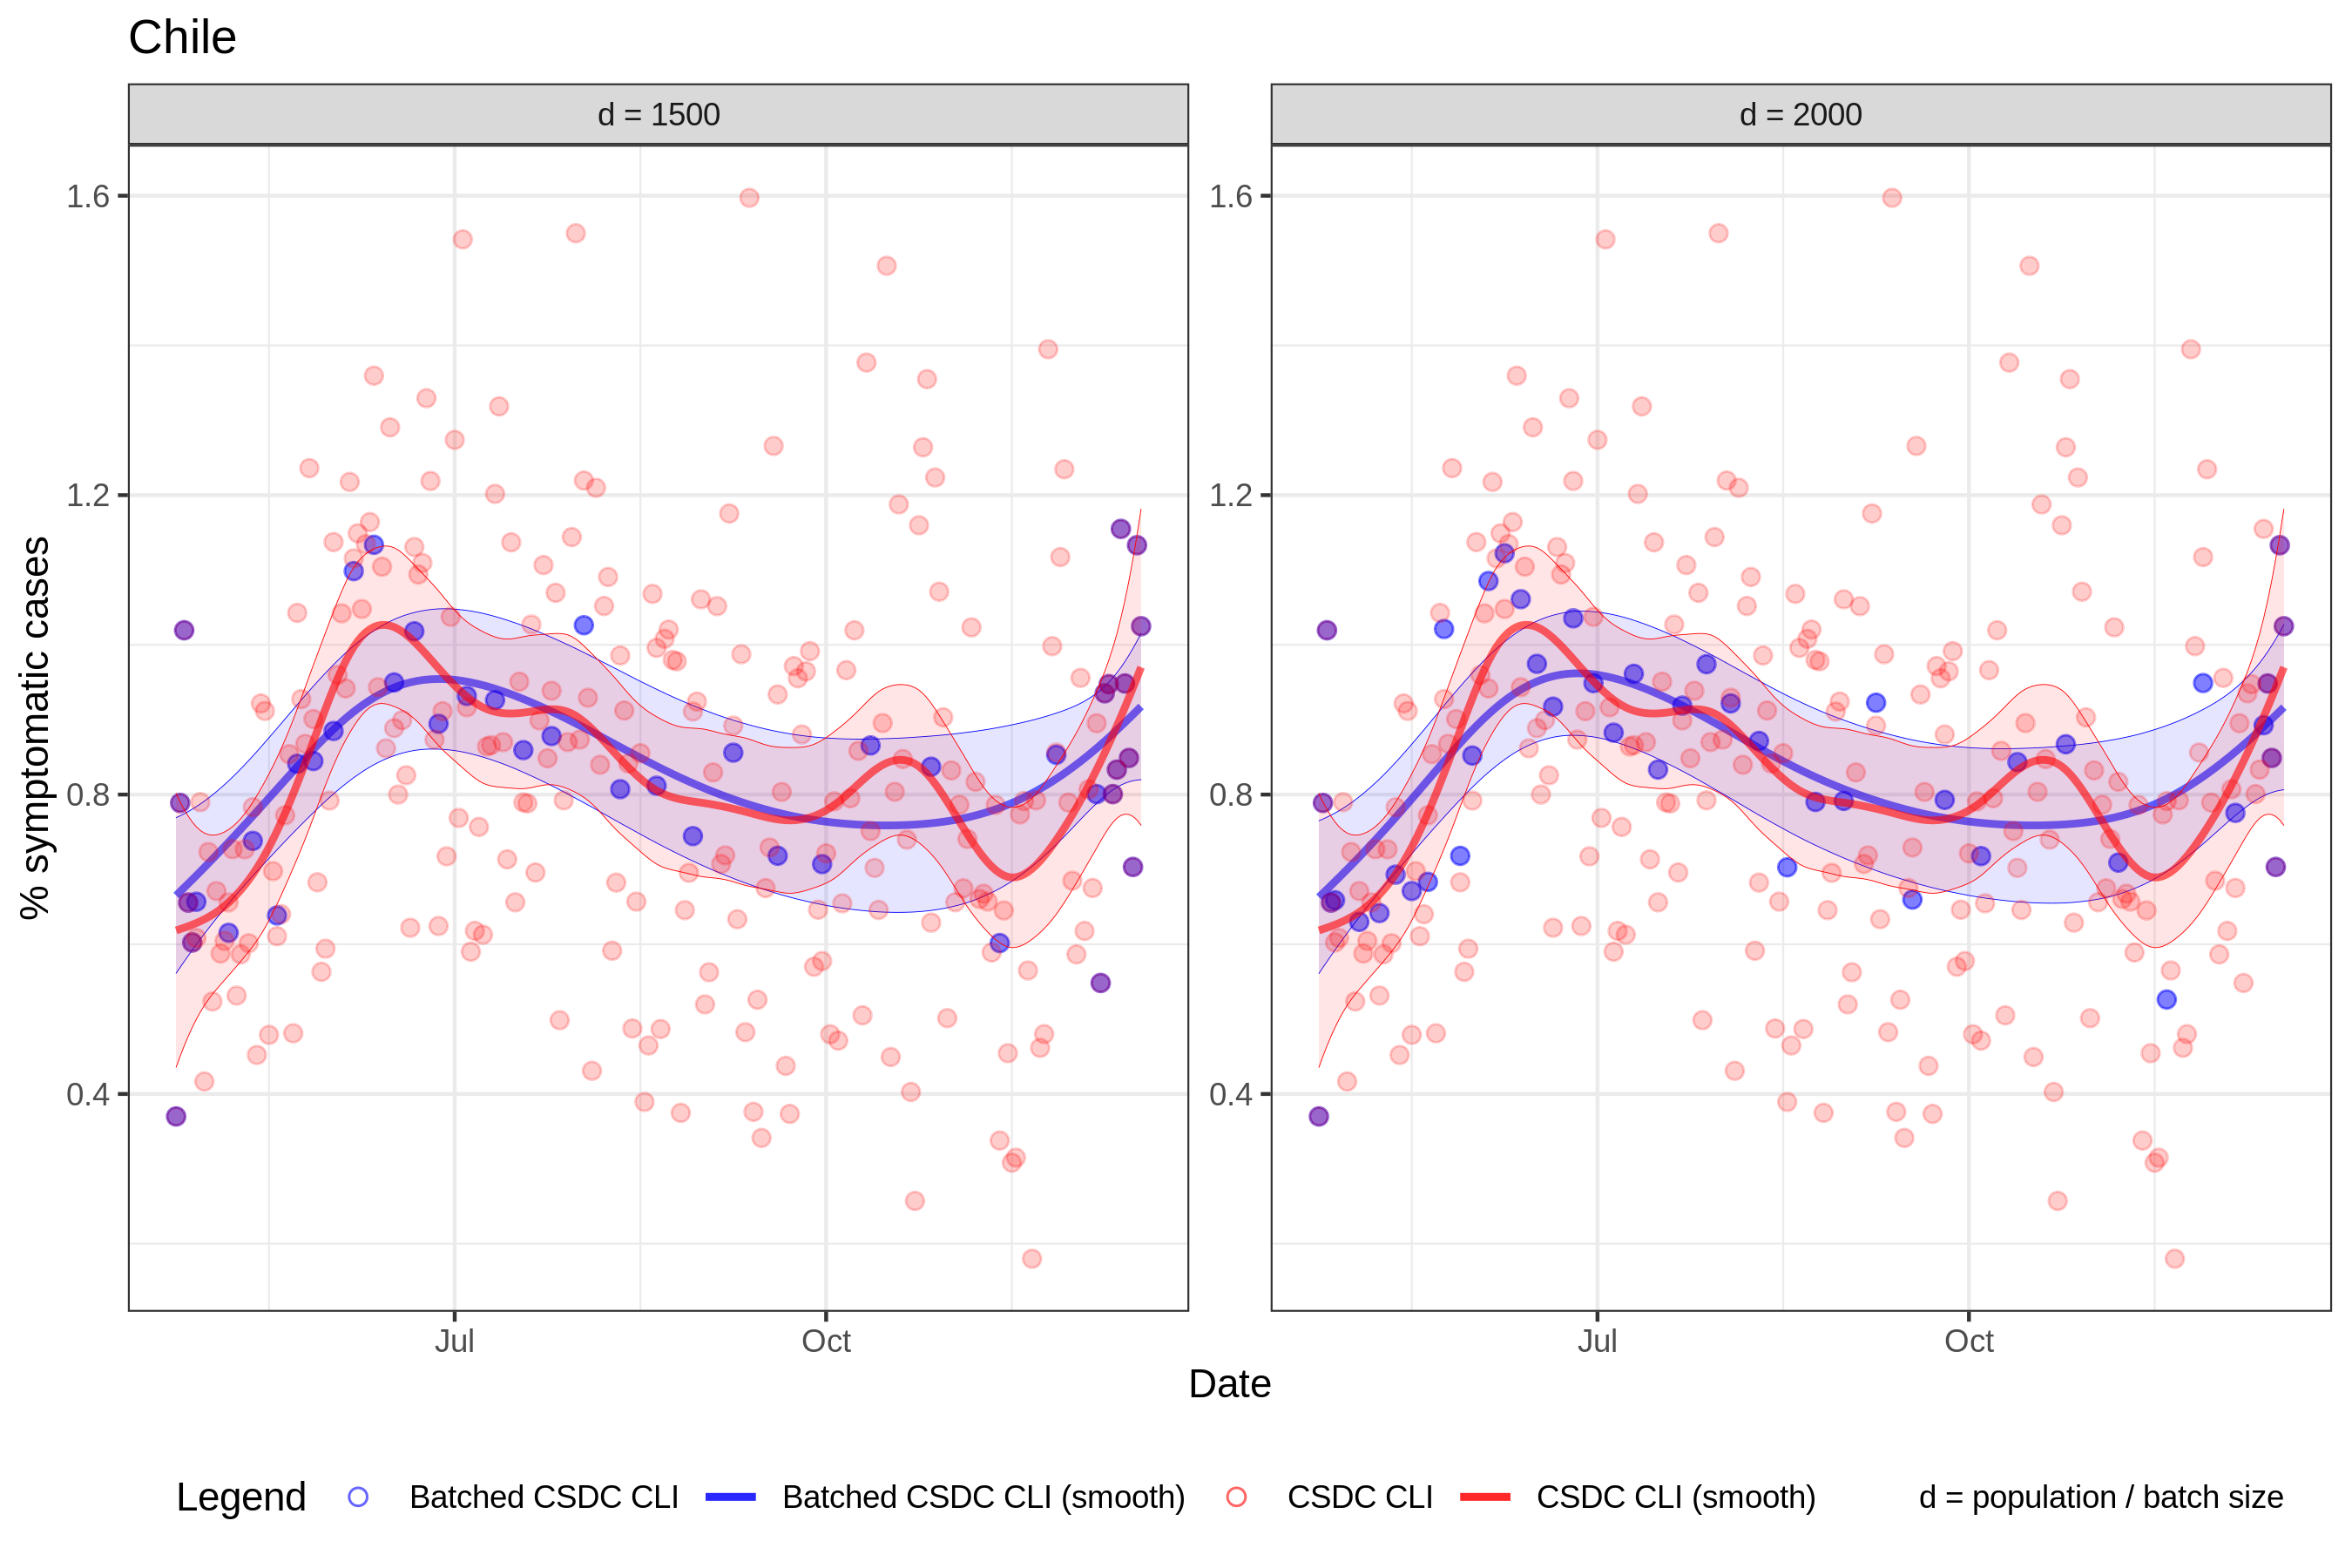 Chile
d = 1500
d = 2000
% symptomatic cases
1.6
1.2
0.8
0.4
1.6
1.2
0.8
0.4
Jul
Oct
Jul
Oct
Date
Legend
Batched CSDC CLI
Batched CSDC CLI (smooth)
CSDC CLI
CSDC CLI (smooth)
d = population / batch size